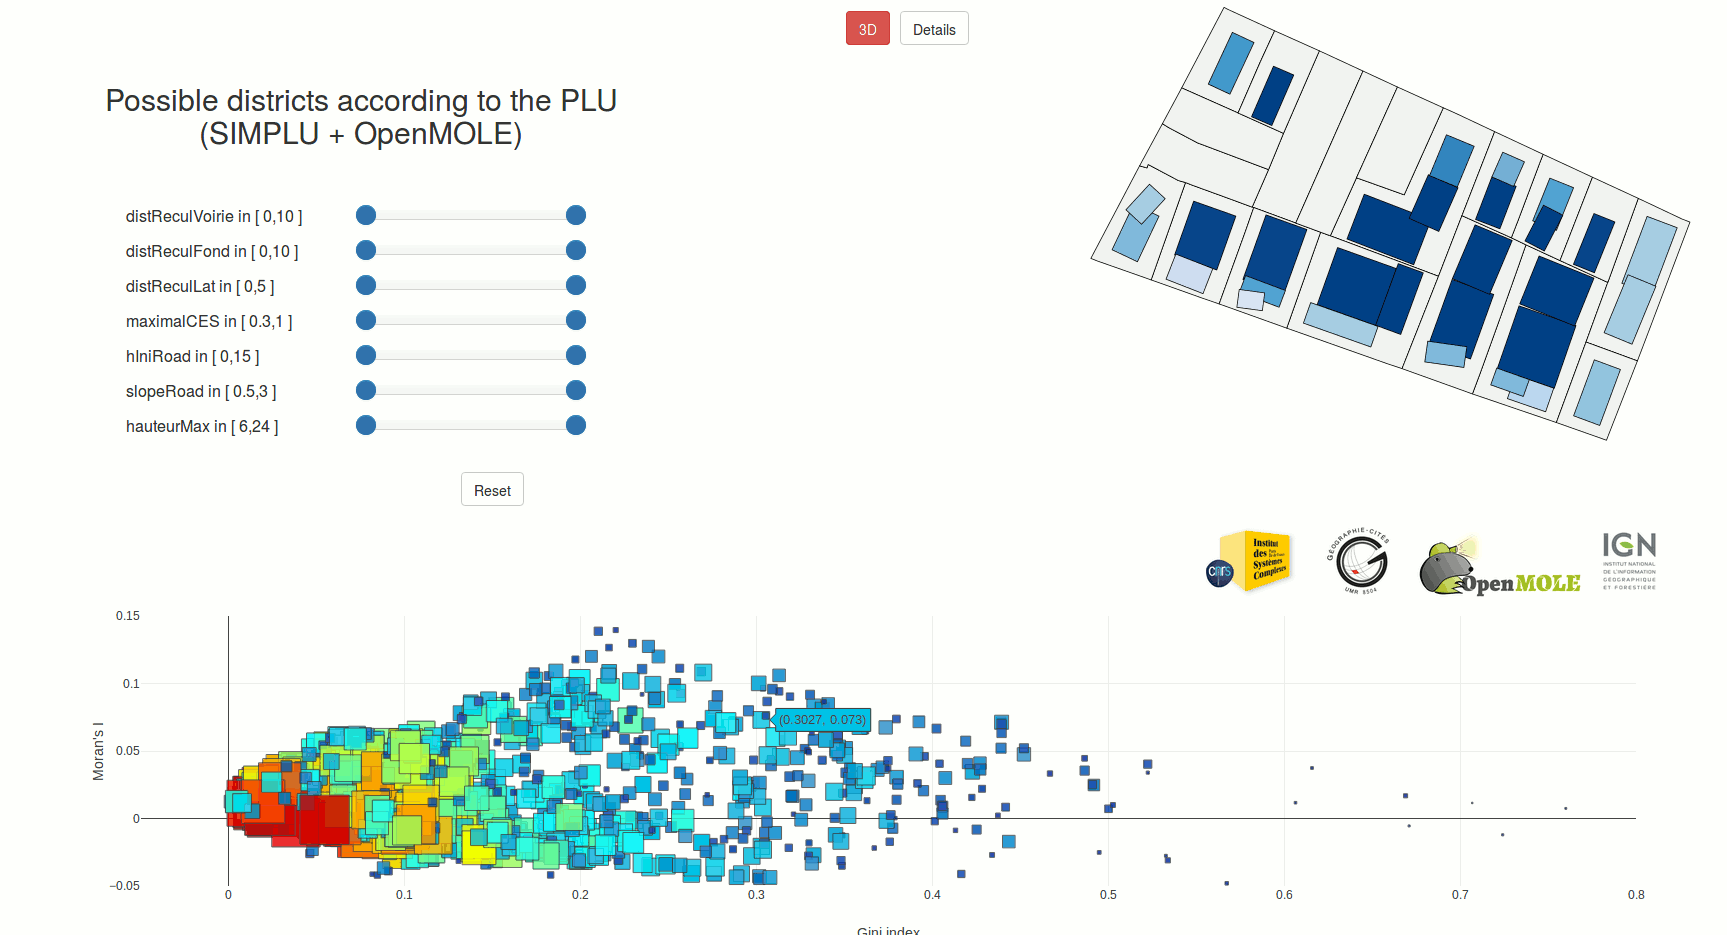 3D
Details
Possible districts according to the PLU
(SIMPLU + OpenMOLE)
distReculVoirie in [ 0,10 ]
distReculFond in [ 0,10 ]
distReculLat in [ 0,5 ]
maximalCES in [ 0.3,1 ]
hIniRoad in [ 0,15 ]
slopeRoad in [ 0.5,3 ]
hauteurMax in [ 6,24 ]
Reset
cnrs
Institut
des
Systèmes
Complexes
GÉOGRAPHIE-CITÉS
UMR 8504
OpenMOLE
IGN
INSTITUT NATIONAL
DE L'INFORMATION
GÉOGRAPHIQUE
ET FORESTIÈRE
0.15
0.1
0.05
0
−0.05
Moran's I
(0.3027, 0.073)
0
0.1
0.2
0.3
0.4
0.5
0.6
0.7
0.8
Gini index